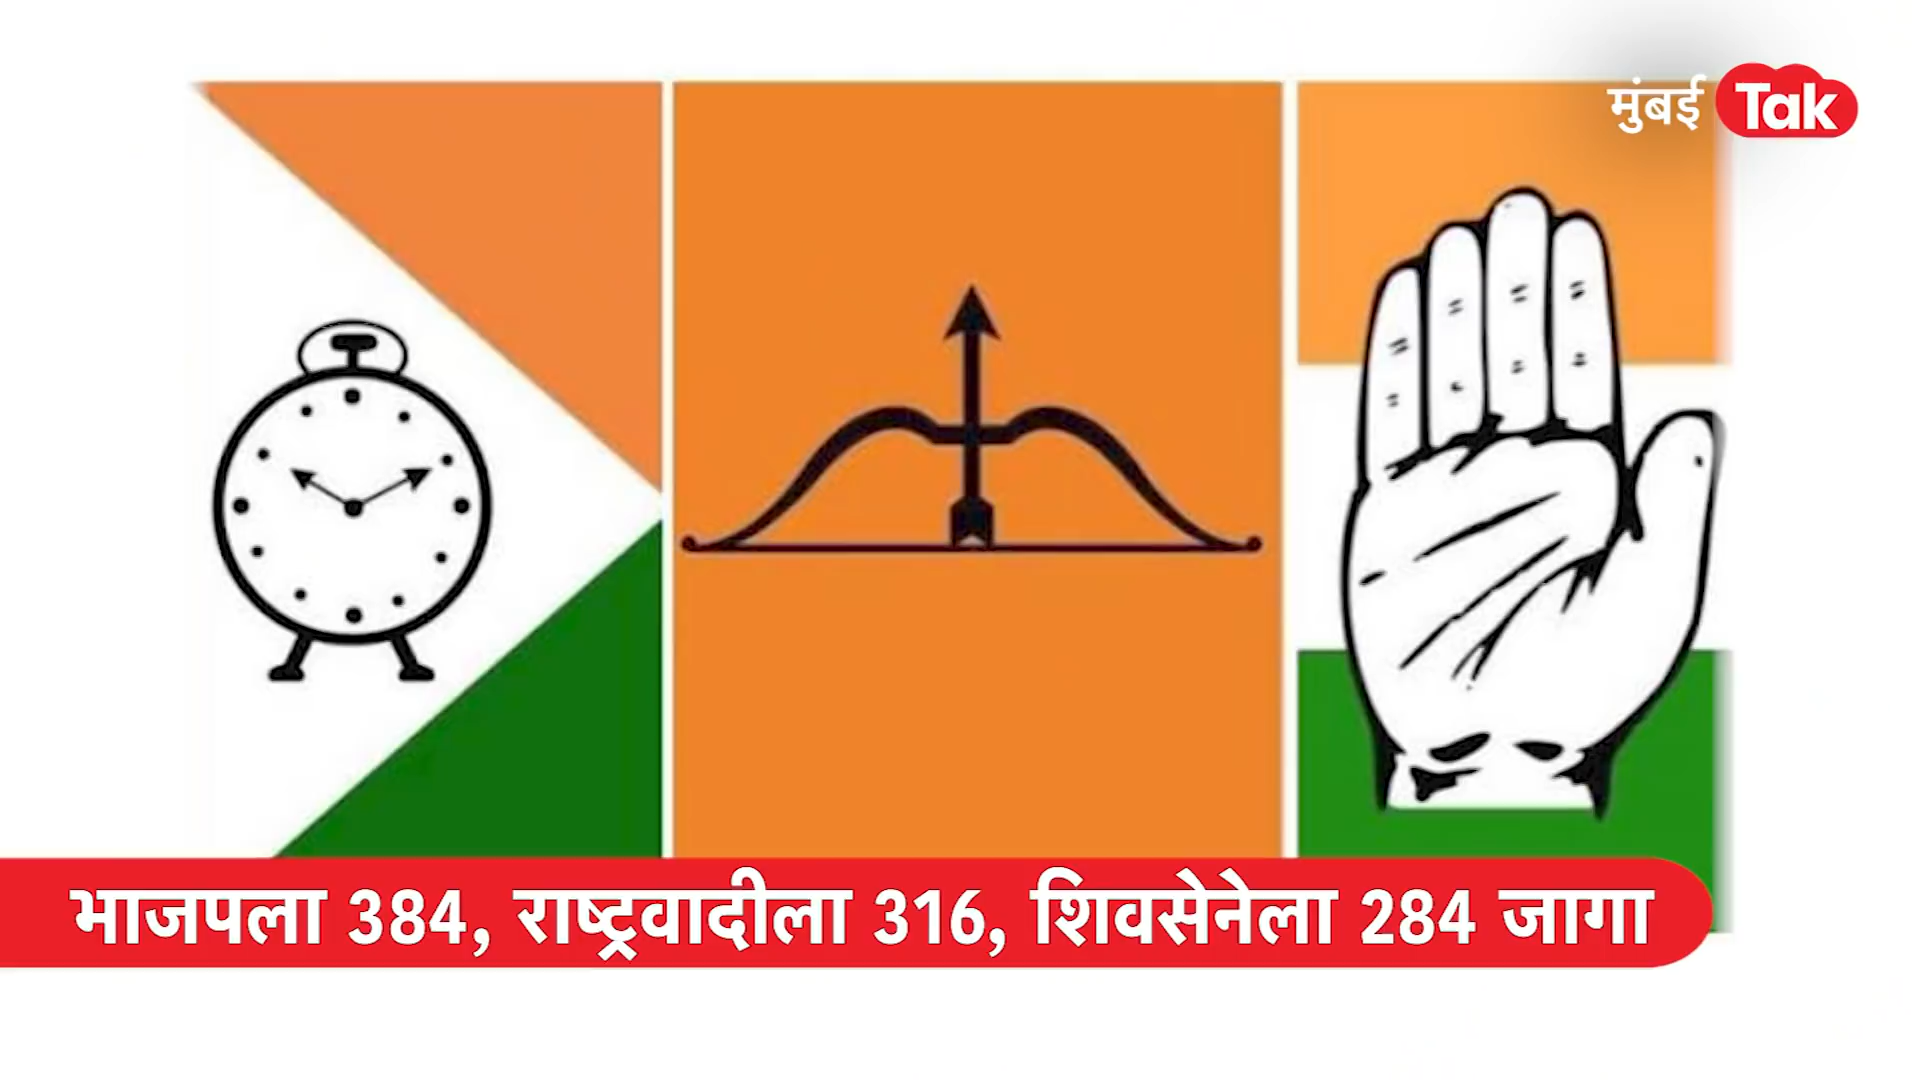 मुंबई Tak
भाजपला 384, राष्ट्रवादीला 316, शिवसेनेला 284 जागा